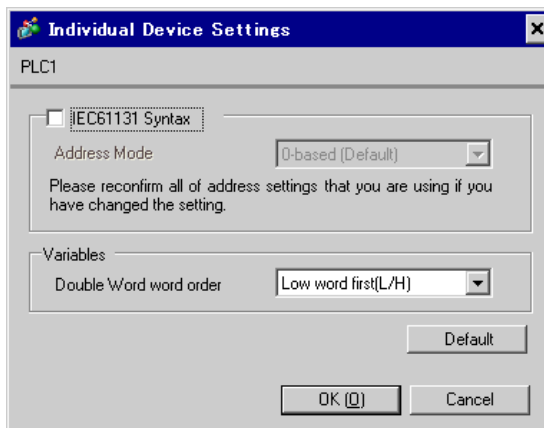 Individual Device Settings
PLC1
IEC61131 Syntax
Address Mode 0-based (Default)
Please reconfirm all of address settings that you are using if you
have changed the setting.
Variables
Double Word word order Low word first(L/H)
Default
OK (O) Cancel